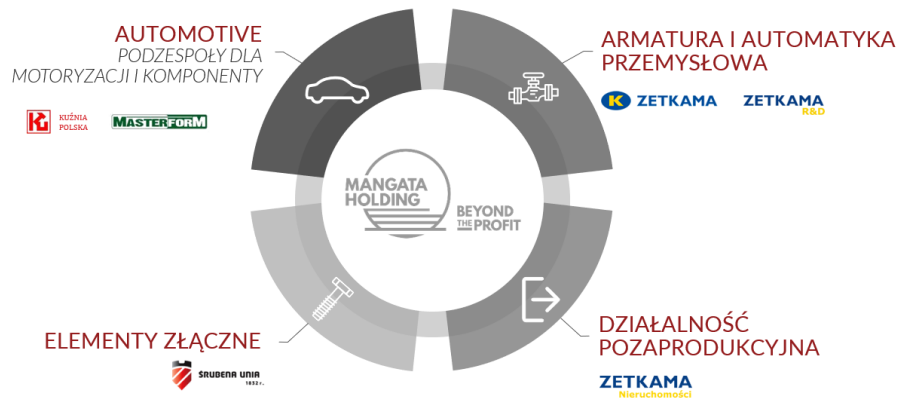 AUTOMOTIVE
PODZESPOŁY DLA
MOTORYZACJI I KOMPONENTY
KUŹNIA
POLSKA
MASTERFORM
ARMATURA I AUTOMATYKA
PRZEMYSŁOWA
K ZETKAMA
ZETKAMA
R&D
MANGATA
HOLDING
BEYOND
THE PROFIT
ELEMENTY ZŁĄCZNE
ŚRUBENA UNIA
1832 r.
DZIAŁALNOŚĆ
POZAPRODUKCYJNA
ZETKAMA
Nieruchomości